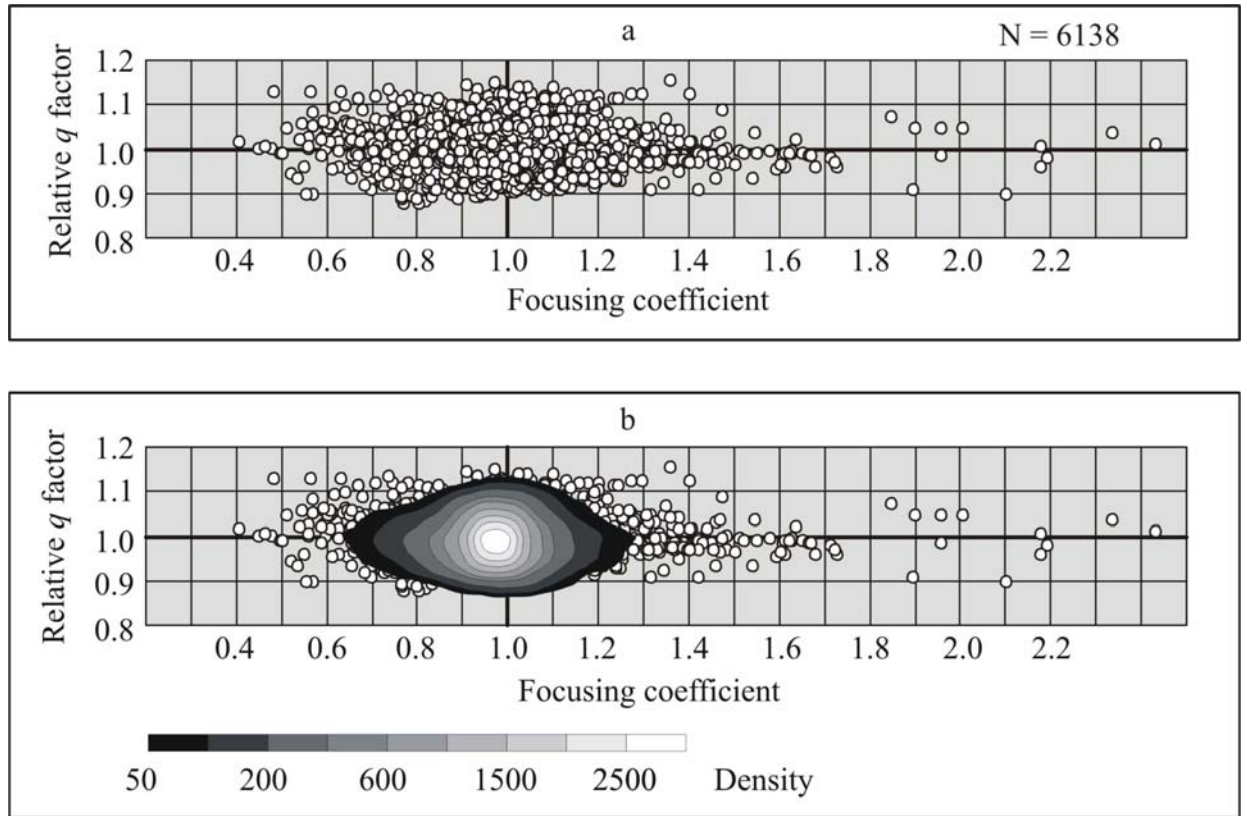 a
N = 6138
Relative q factor
1.2
1.1
1.0
0.9
0.8
0.4 0.6 0.8 1.0 1.2 1.4 1.6 1.8 2.0 2.2
Focusing coefficient
b
Relative q factor
1.2
1.1
1.0
0.9
0.8
0.4 0.6 0.8 1.0 1.2 1.4 1.6 1.8 2.0 2.2
Focusing coefficient
50 200 600 1500 2500 Density